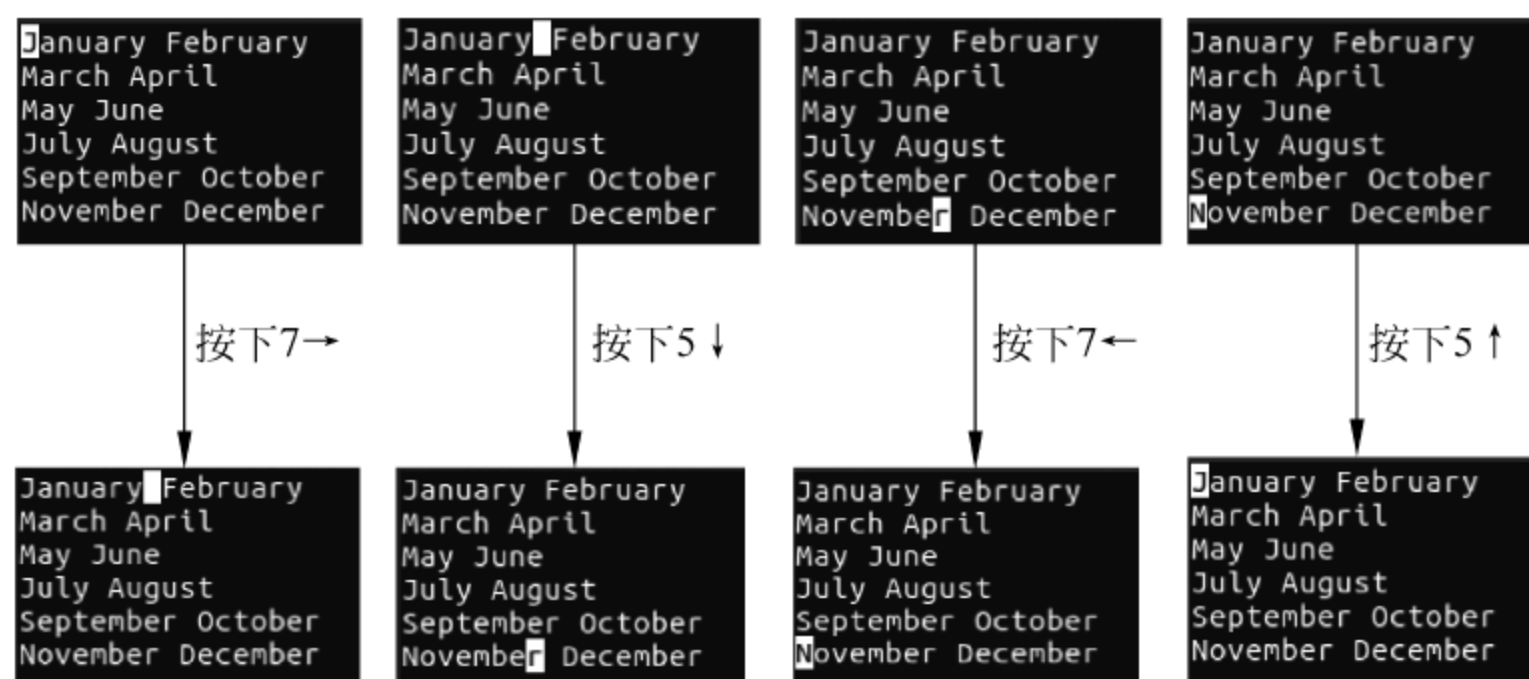 January February
March April
May June
July August
September October
November December
January February
March April
May June
July August
September October
November December
January February
March April
May June
July August
September October
November December
January February
March April
May June
July August
September October
November December
按下7→
按下5↓
按下7←
按下5↑
January February
March April
May June
July August
September October
November December
January February
March April
May June
July August
September October
November December
January February
March April
May June
July August
September October
November December
January February
March April
May June
July August
September October
November December